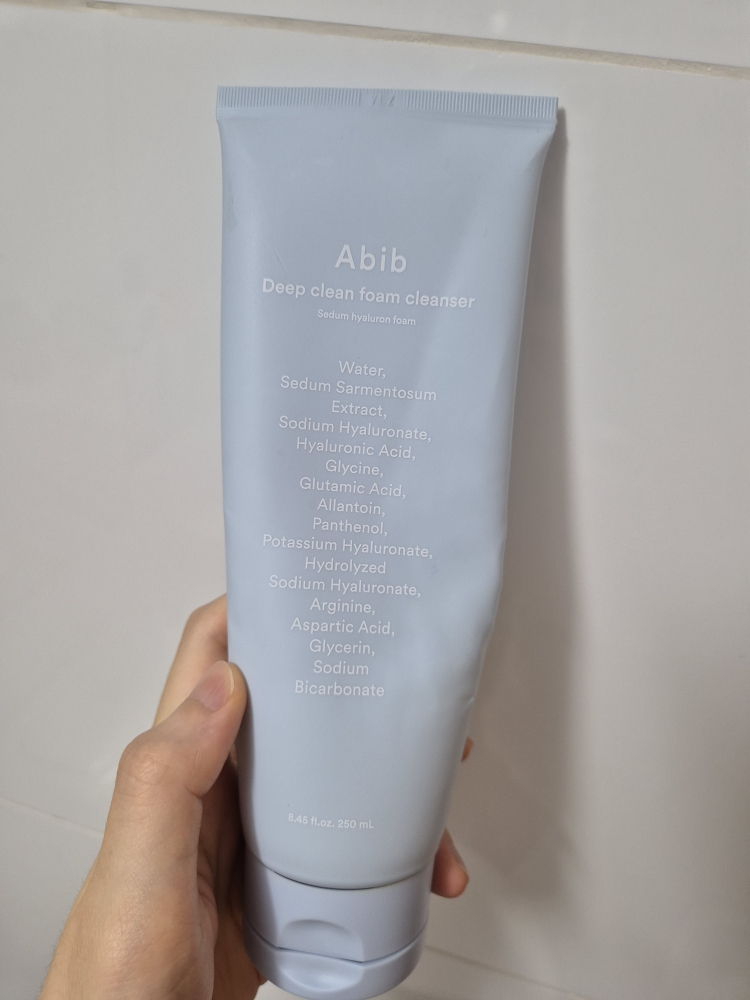 Abib
Deep clean foam cleanser
Sedum hyaluron foam
Water,
Sedum Sarmentosum
Extract,
Sodium Hyaluronate,
Hyaluronic Acid,
Glycine,
Glutamic Acid,
Allantoin,
Panthenol,
Potassium Hyaluronate,
Hydrolyzed
Sodium Hyaluronate,
Arginine,
Aspartic Acid,
Glycerin,
Sodium
Bicarbonate
8.45 fl.oz. 250 mL